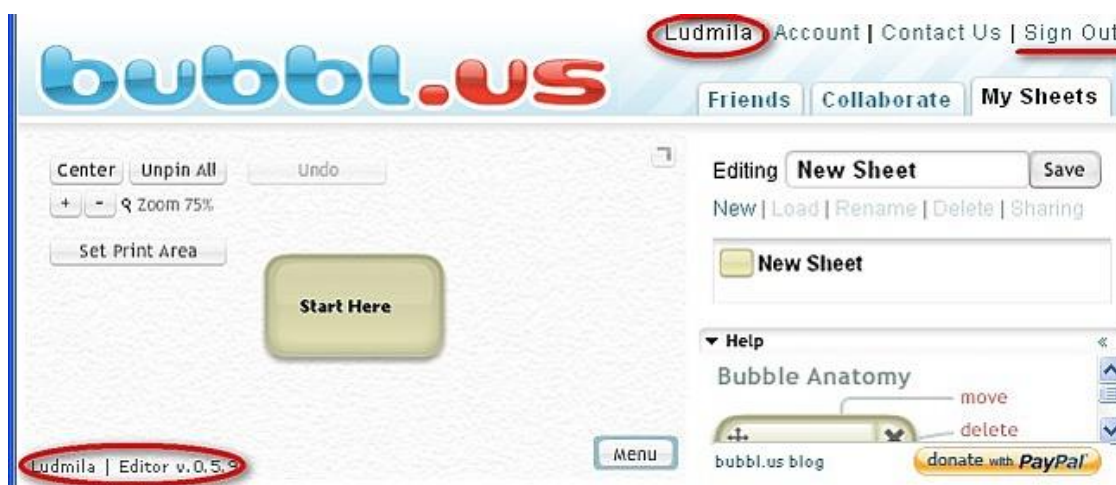 Ludmila | Account | Contact Us | Sign Out
bubbl.us
Friends Collaborate My Sheets
Center Unpin All Undo
+ - Zoom 75%
Set Print Area
Start Here
Editing New Sheet Save
New | Load | Rename | Delete | Sharing
New Sheet
Help «
Bubble Anatomy
move
delete
Menu
Ludmila | Editor v.0.5.9
bubbl.us blog
donate with PayPal